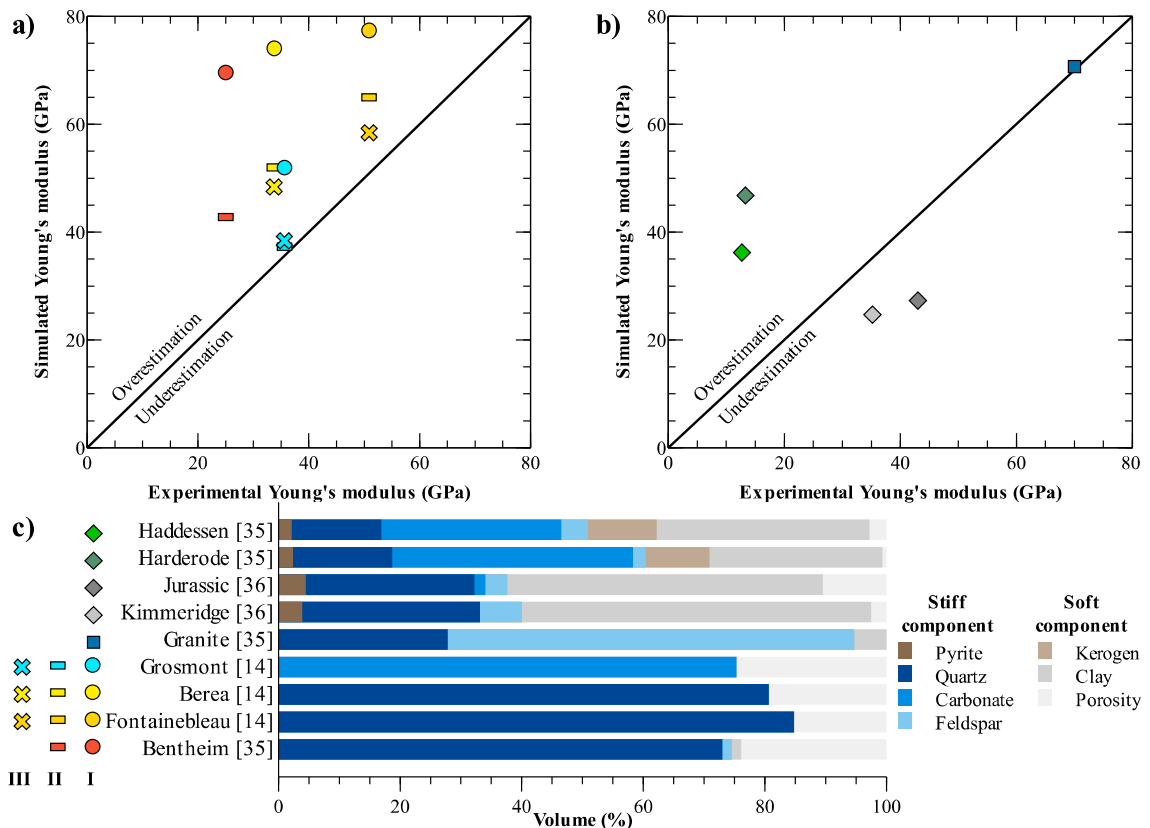 a)
80
60
40
20
0
Simulated Young's modulus (GPa)
Overestimation
Underestimation
0 20 40 60 80
Experimental Young's modulus (GPa)
b)
80
60
40
20
0
Simulated Young's modulus (GPa)
Overestimation
Underestimation
0 20 40 60 80
Experimental Young's modulus (GPa)
c)
Haddessen [35]
Harderode [35]
Jurassic [36]
Kimmeridge [36]
Granite [35]
Grosmont [14]
Berea [14]
Fontainebleau [14]
Bentheim [35]
III II I
0 20 40 60 80 100
Volume (%)
Stiff
component
Pyrite
Quartz
Carbonate
Feldspar
Soft
component
Kerogen
Clay
Porosity